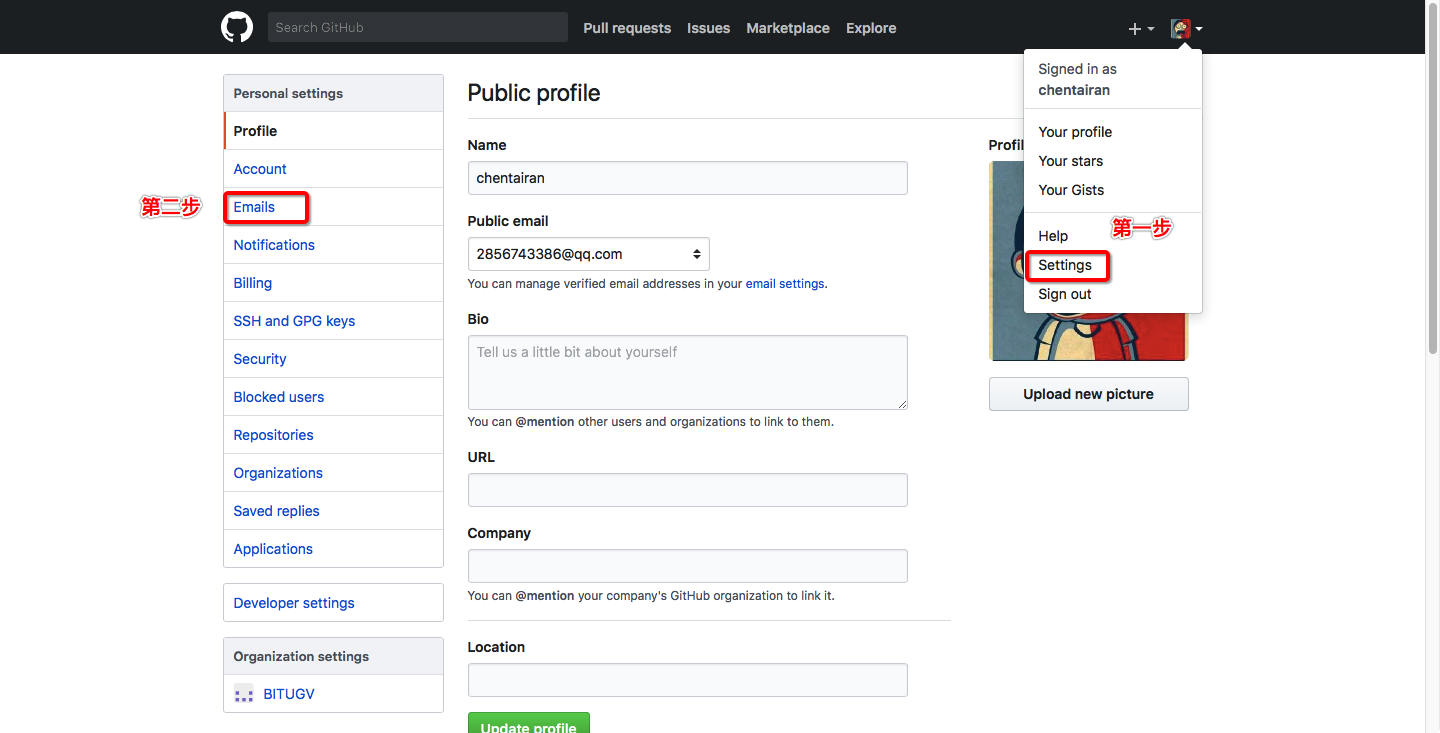 Search GitHub
Pull requests
Issues
Marketplace
Explore
Signed in as
chentairan
Your profile
Your stars
Your Gists
第一步
Help
Settings
Sign out
Personal settings
Profile
Account
第二步
Emails
Notifications
Billing
SSH and GPG keys
Security
Blocked users
Repositories
Organizations
Saved replies
Applications
Developer settings
Organization settings
BITUGV
Public profile
Name
chentairan
Public email
2856743386@qq.com
You can manage verified email addresses in your email settings.
Bio
Tell us a little bit about yourself
You can @mention other users and organizations to link to them.
URL
Company
You can @mention your company's GitHub organization to link it.
Location
Update profile
Profil
Upload new picture